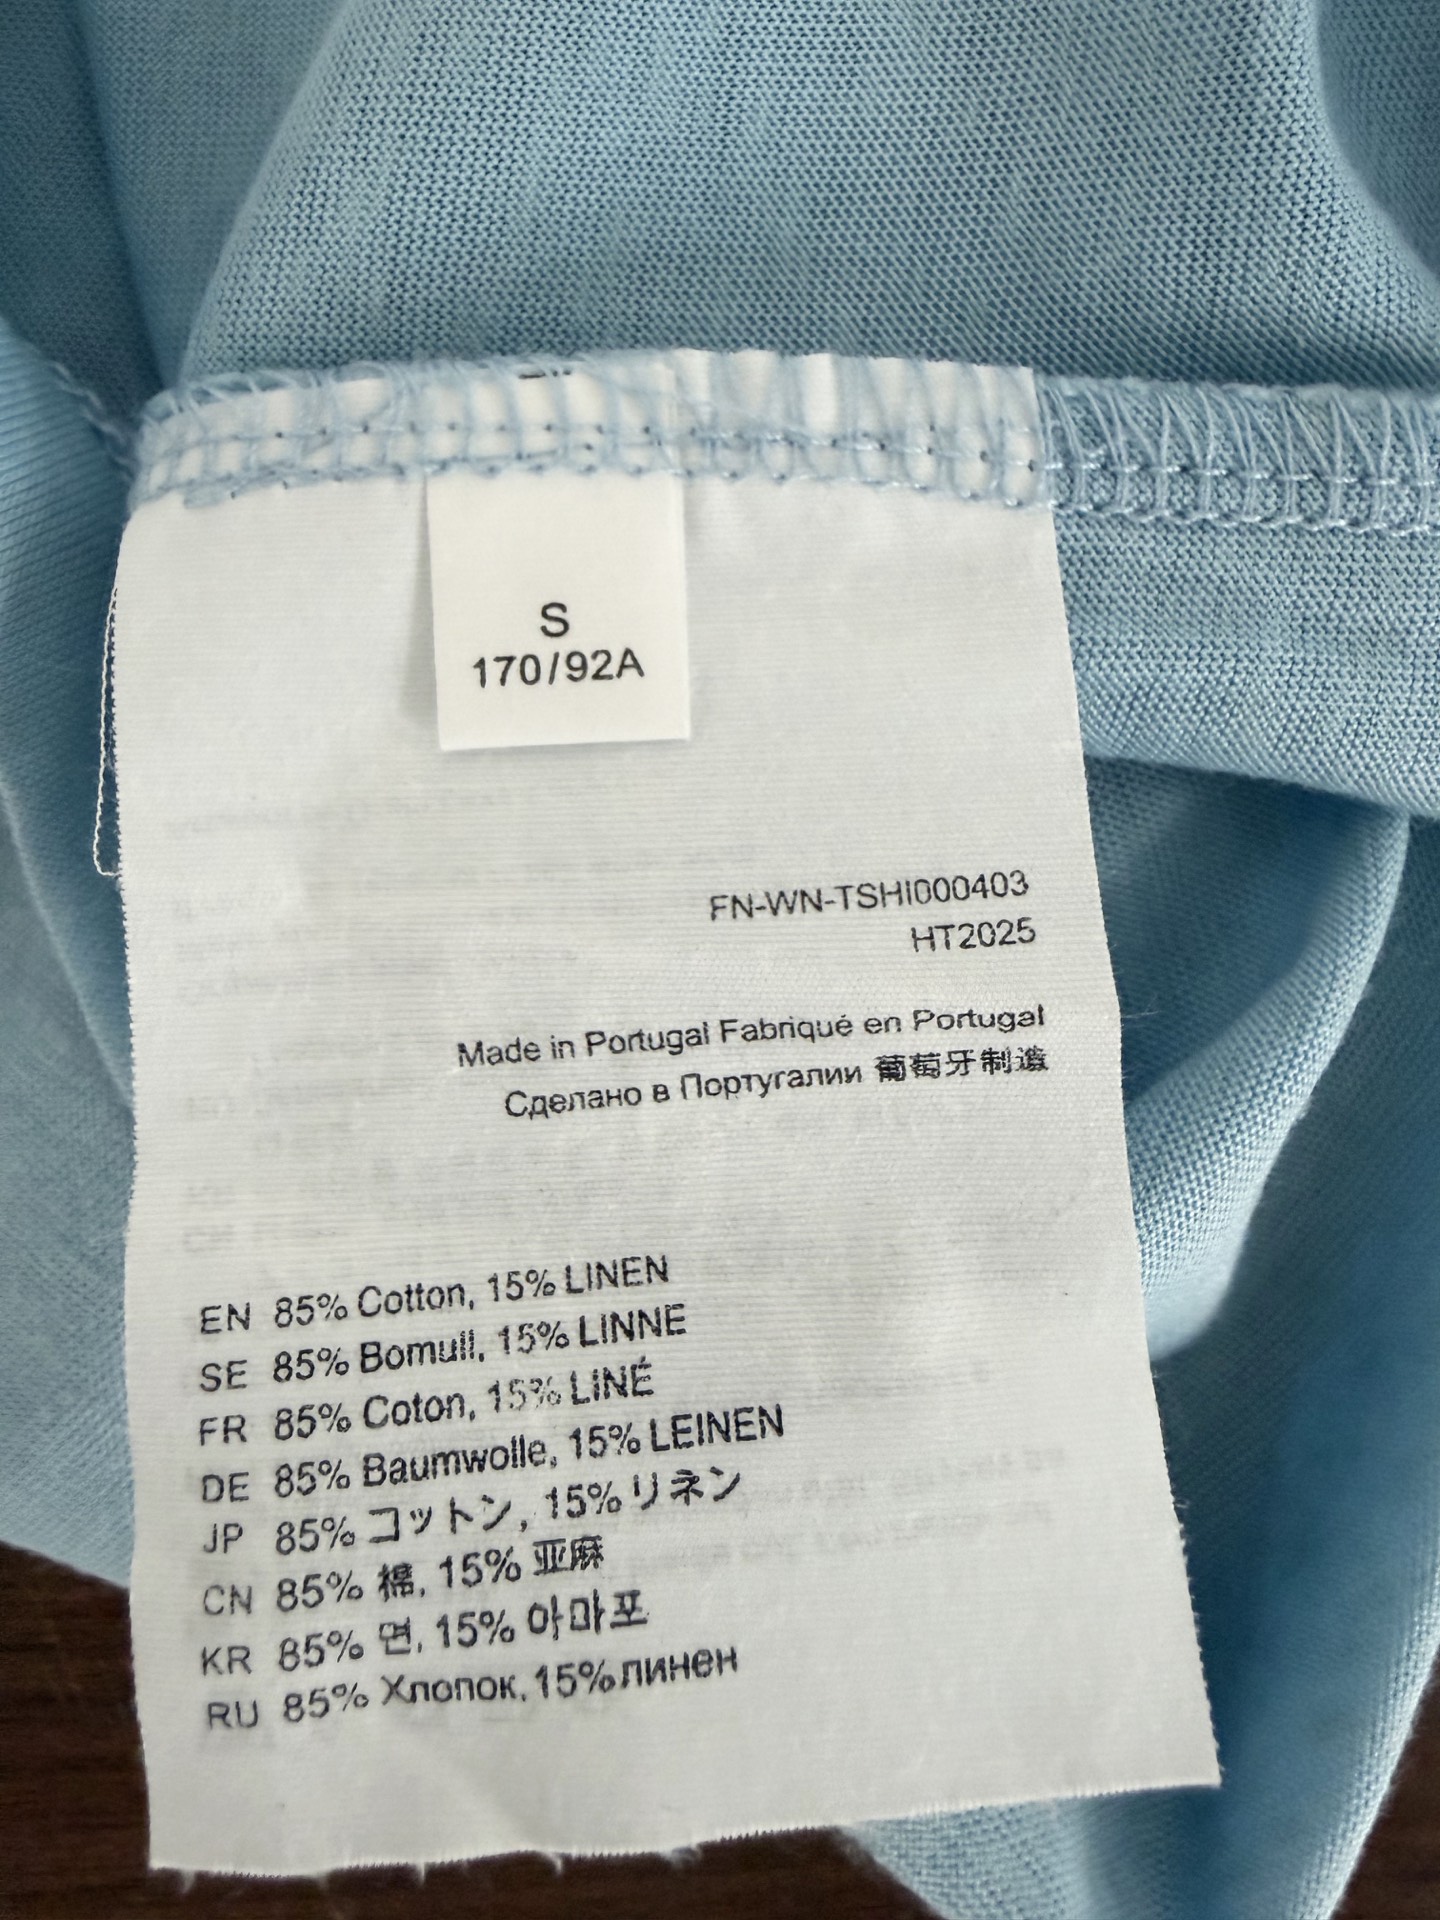 S
170/92A
FN-WN-TSHI000403
HT2025
Made in Portugal Fabriqué en Portugal
Сделано в Португалии 葡萄牙制造
EN 85% Cotton, 15% LINEN
SE 85% Bomull, 15% LINNE
FR 85% Coton, 15% LINÉ
DE 85% Baumwolle, 15% LEINEN
JP 85% コットン, 15% リネン
CN 85% 棉, 15% 亚麻
KR 85% 면, 15% 아마포
RU 85% Хлопок, 15% линен